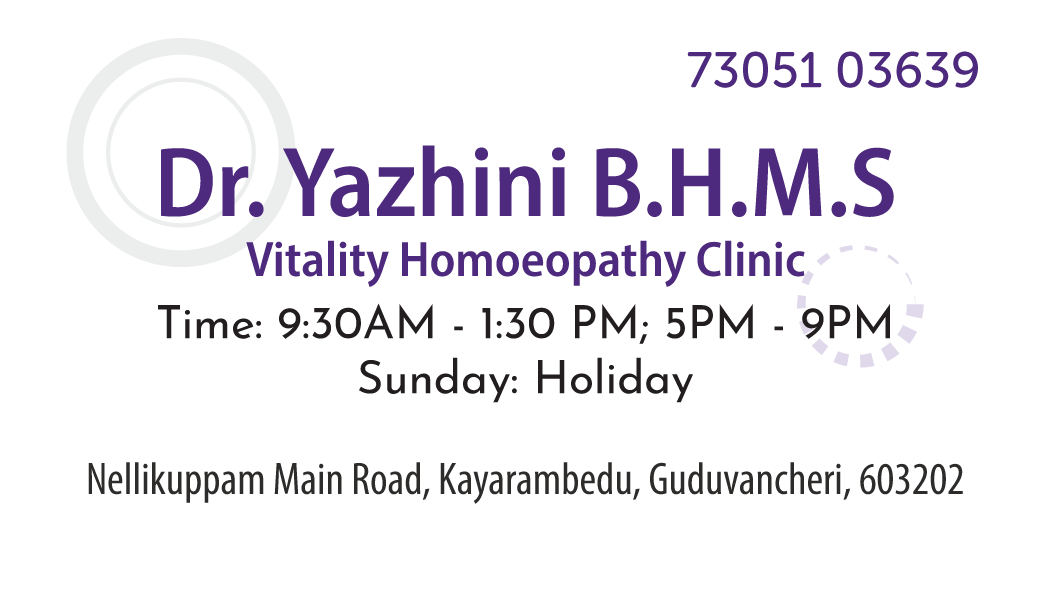 73051 03639
Dr. Yazhini B.H.M.S
Vitality Homoeopathy Clinic
Time: 9:30AM - 1:30 PM; 5PM - 9PM
Sunday: Holiday
Nellikuppam Main Road, Kayarambedu, Guduvancheri, 603202